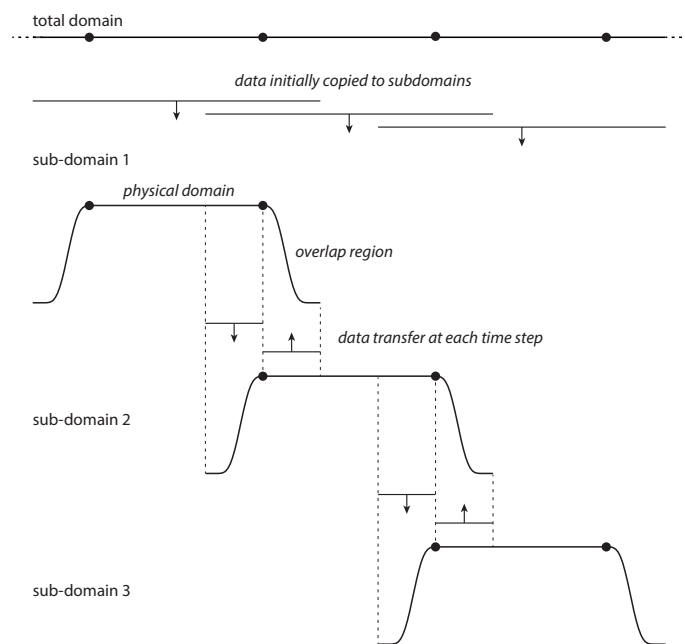 total domain
data initially copied to subdomains
sub-domain 1
physical domain
overlap region
data transfer at each time step
sub-domain 2
sub-domain 3